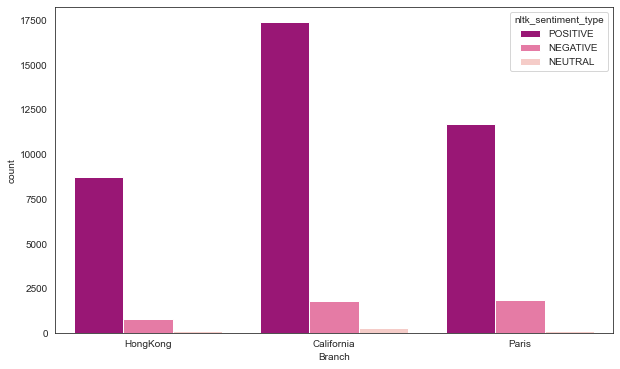 nltk_sentiment_type
POSITIVE
NEGATIVE
NEUTRAL
17500
15000
12500
10000
7500
5000
2500
0
count
HongKong
California
Paris
Branch